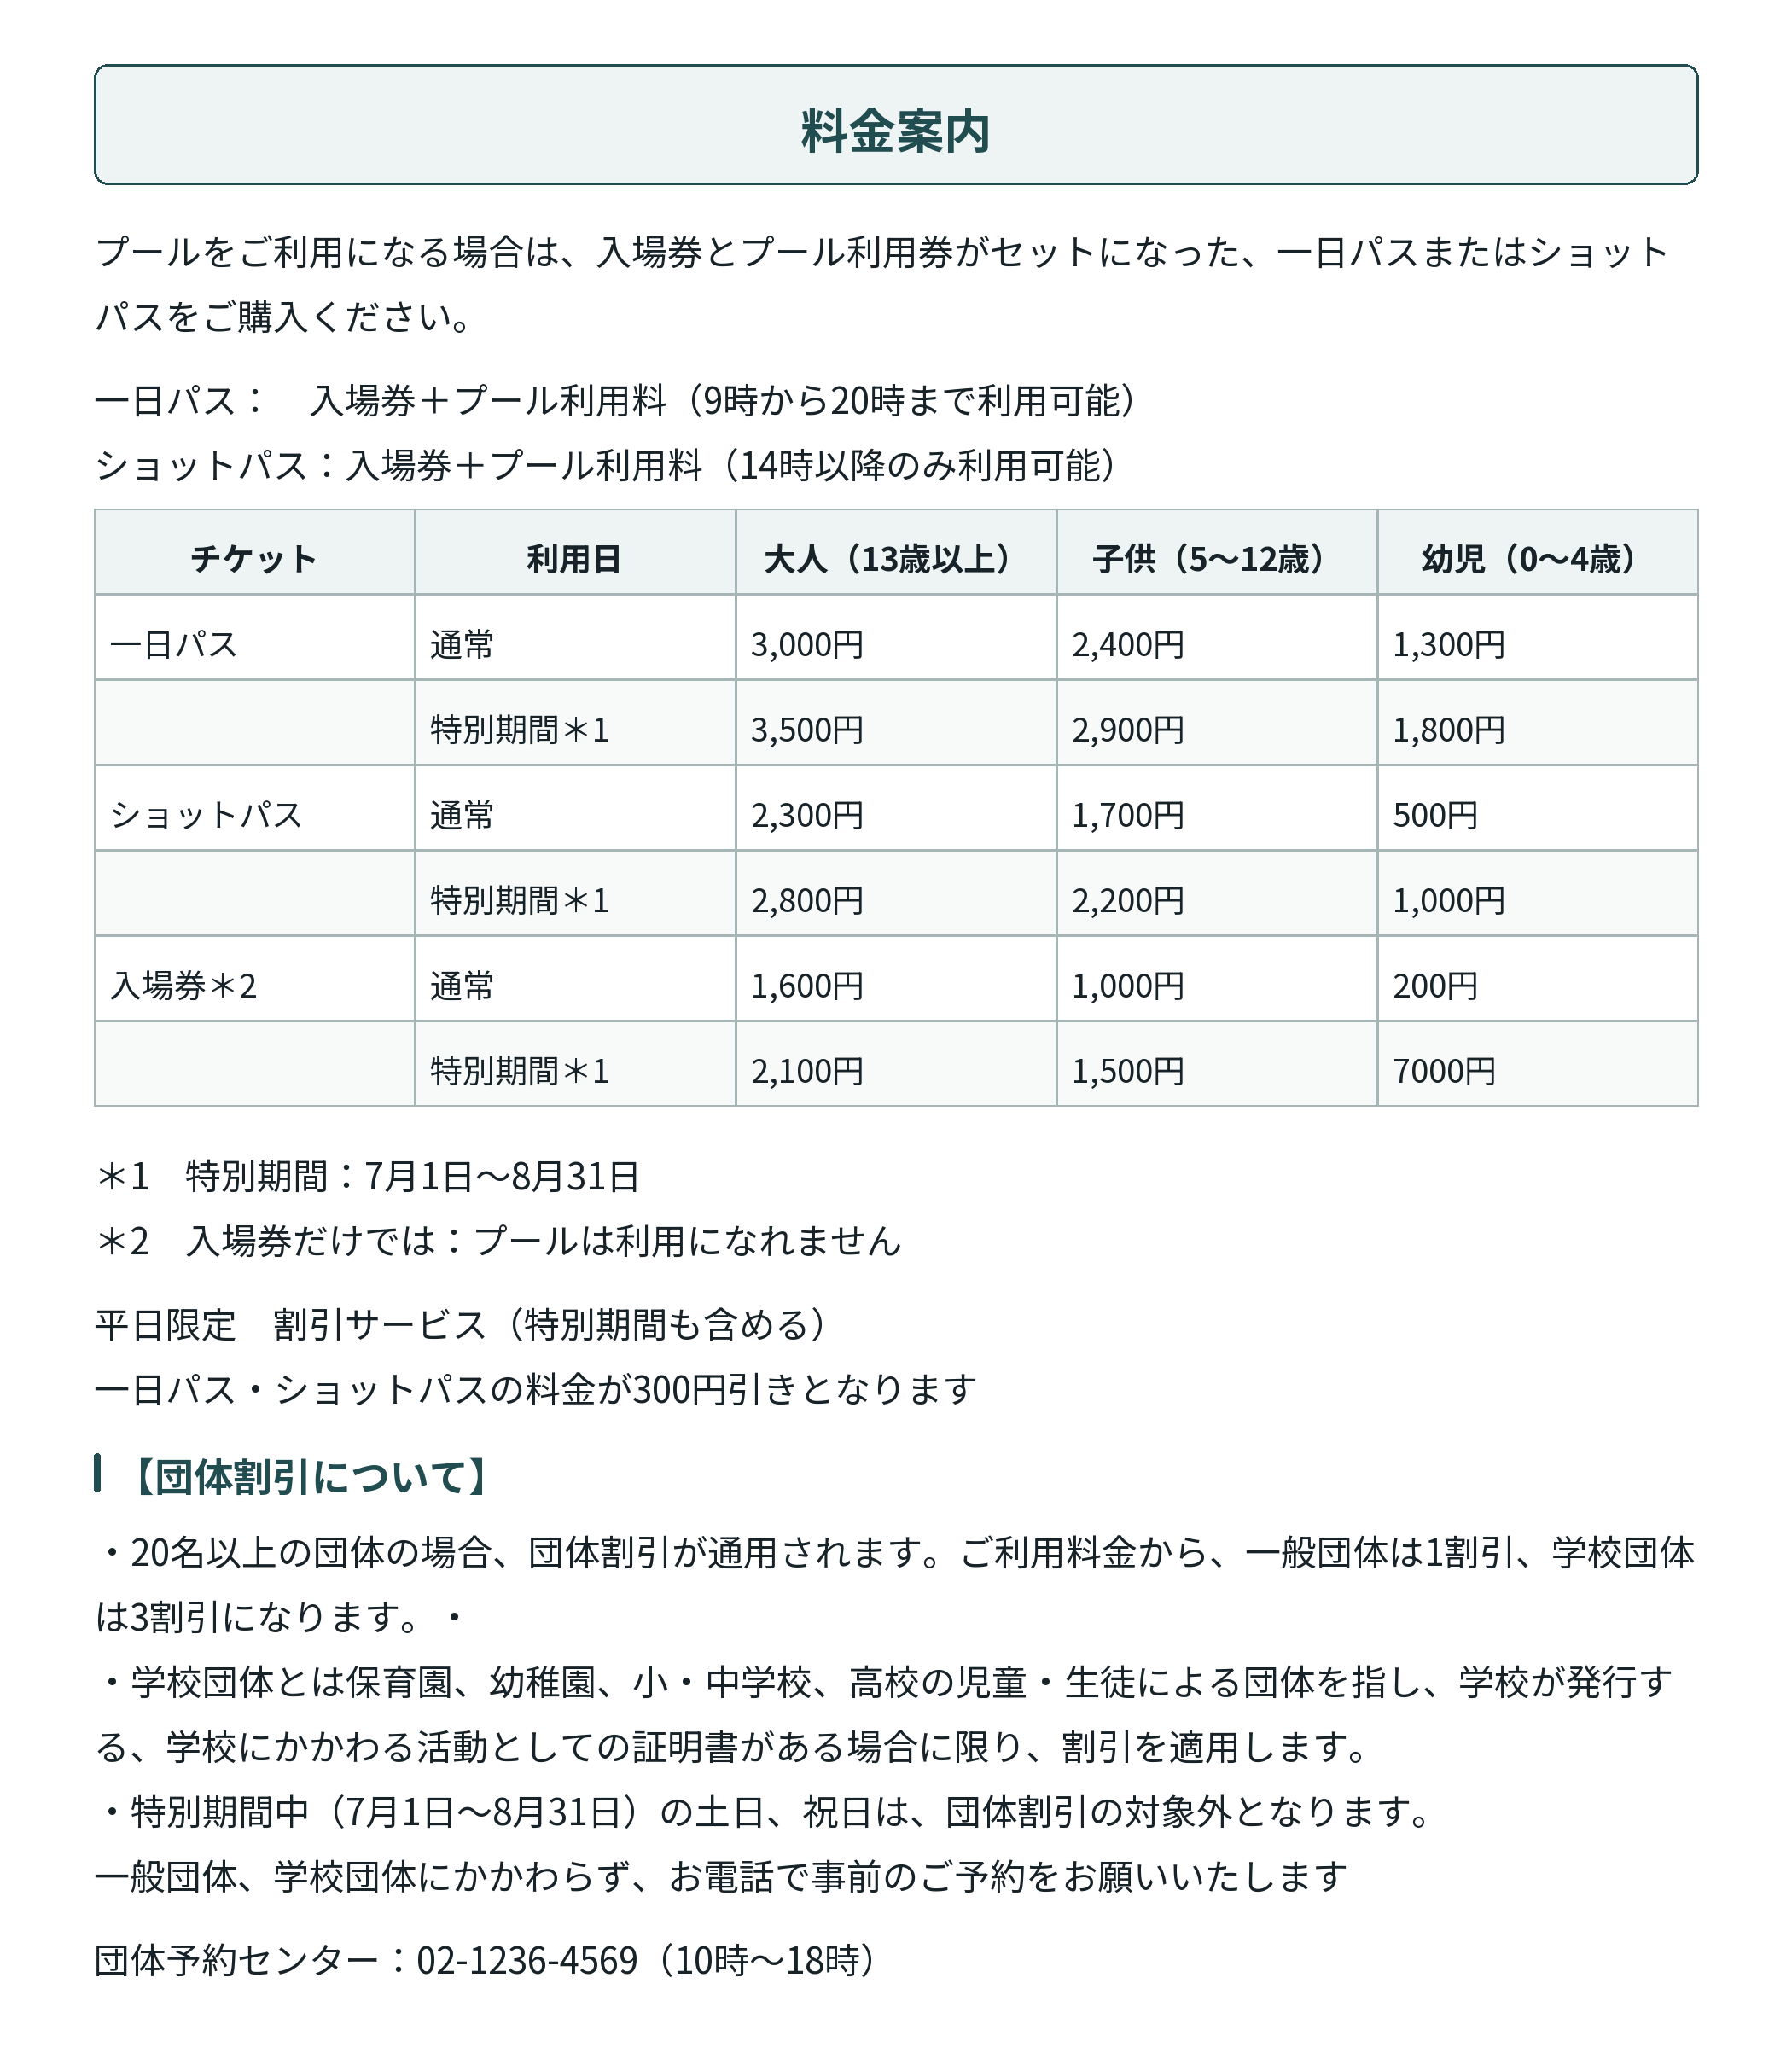 料金案内
プールをご利用になる場合は、入場券とプール利用券がセットになった、一日パスまたはショット
パスをご購入ください。
一日パス：　入場券＋プール利用料（9時から20時まで利用可能）
ショットパス：入場券＋プール利用料（14時以降のみ利用可能）
チケット 利用日 大人（13歳以上） 子供（5〜12歳） 幼児（0〜4歳）
一日パス 通常 3,000円 2,400円 1,300円
特別期間＊1 3,500円 2,900円 1,800円
ショットパス 通常 2,300円 1,700円 500円
特別期間＊1 2,800円 2,200円 1,000円
入場券＊2 通常 1,600円 1,000円 200円
特別期間＊1 2,100円 1,500円 7000円
＊1　特別期間：7月1日〜8月31日
＊2　入場券だけでは：プールは利用になれません
平日限定　割引サービス（特別期間も含める）
一日パス・ショットパスの料金が300円引きとなります
【団体割引について】
・20名以上の団体の場合、団体割引が通用されます。ご利用料金から、一般団体は1割引、学校団体
は3割引になります。・
・学校団体とは保育園、幼稚園、小・中学校、高校の児童・生徒による団体を指し、学校が発行す
る、学校にかかわる活動としての証明書がある場合に限り、割引を適用します。
・特別期間中（7月1日〜8月31日）の土日、祝日は、団体割引の対象外となります。
一般団体、学校団体にかかわらず、お電話で事前のご予約をお願いいたします
団体予約センター：02-1236-4569（10時〜18時）